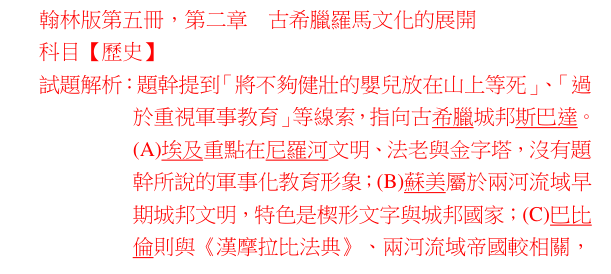 翰林版第五冊，第二章　古希臘羅馬文化的展開
科目【歷史】
試題解析：題幹提到「將不夠健壯的嬰兒放在山上等死」、「過
於重視軍事教育」等線索，指向古希臘城邦斯巴達。
(A)埃及重點在尼羅河文明、法老與金字塔，沒有題
幹所說的軍事化教育形象；(B)蘇美屬於兩河流域早
期城邦文明，特色是楔形文字與城邦國家；(C)巴比
倫則與《漢摩拉比法典》、兩河流域帝國較相關，